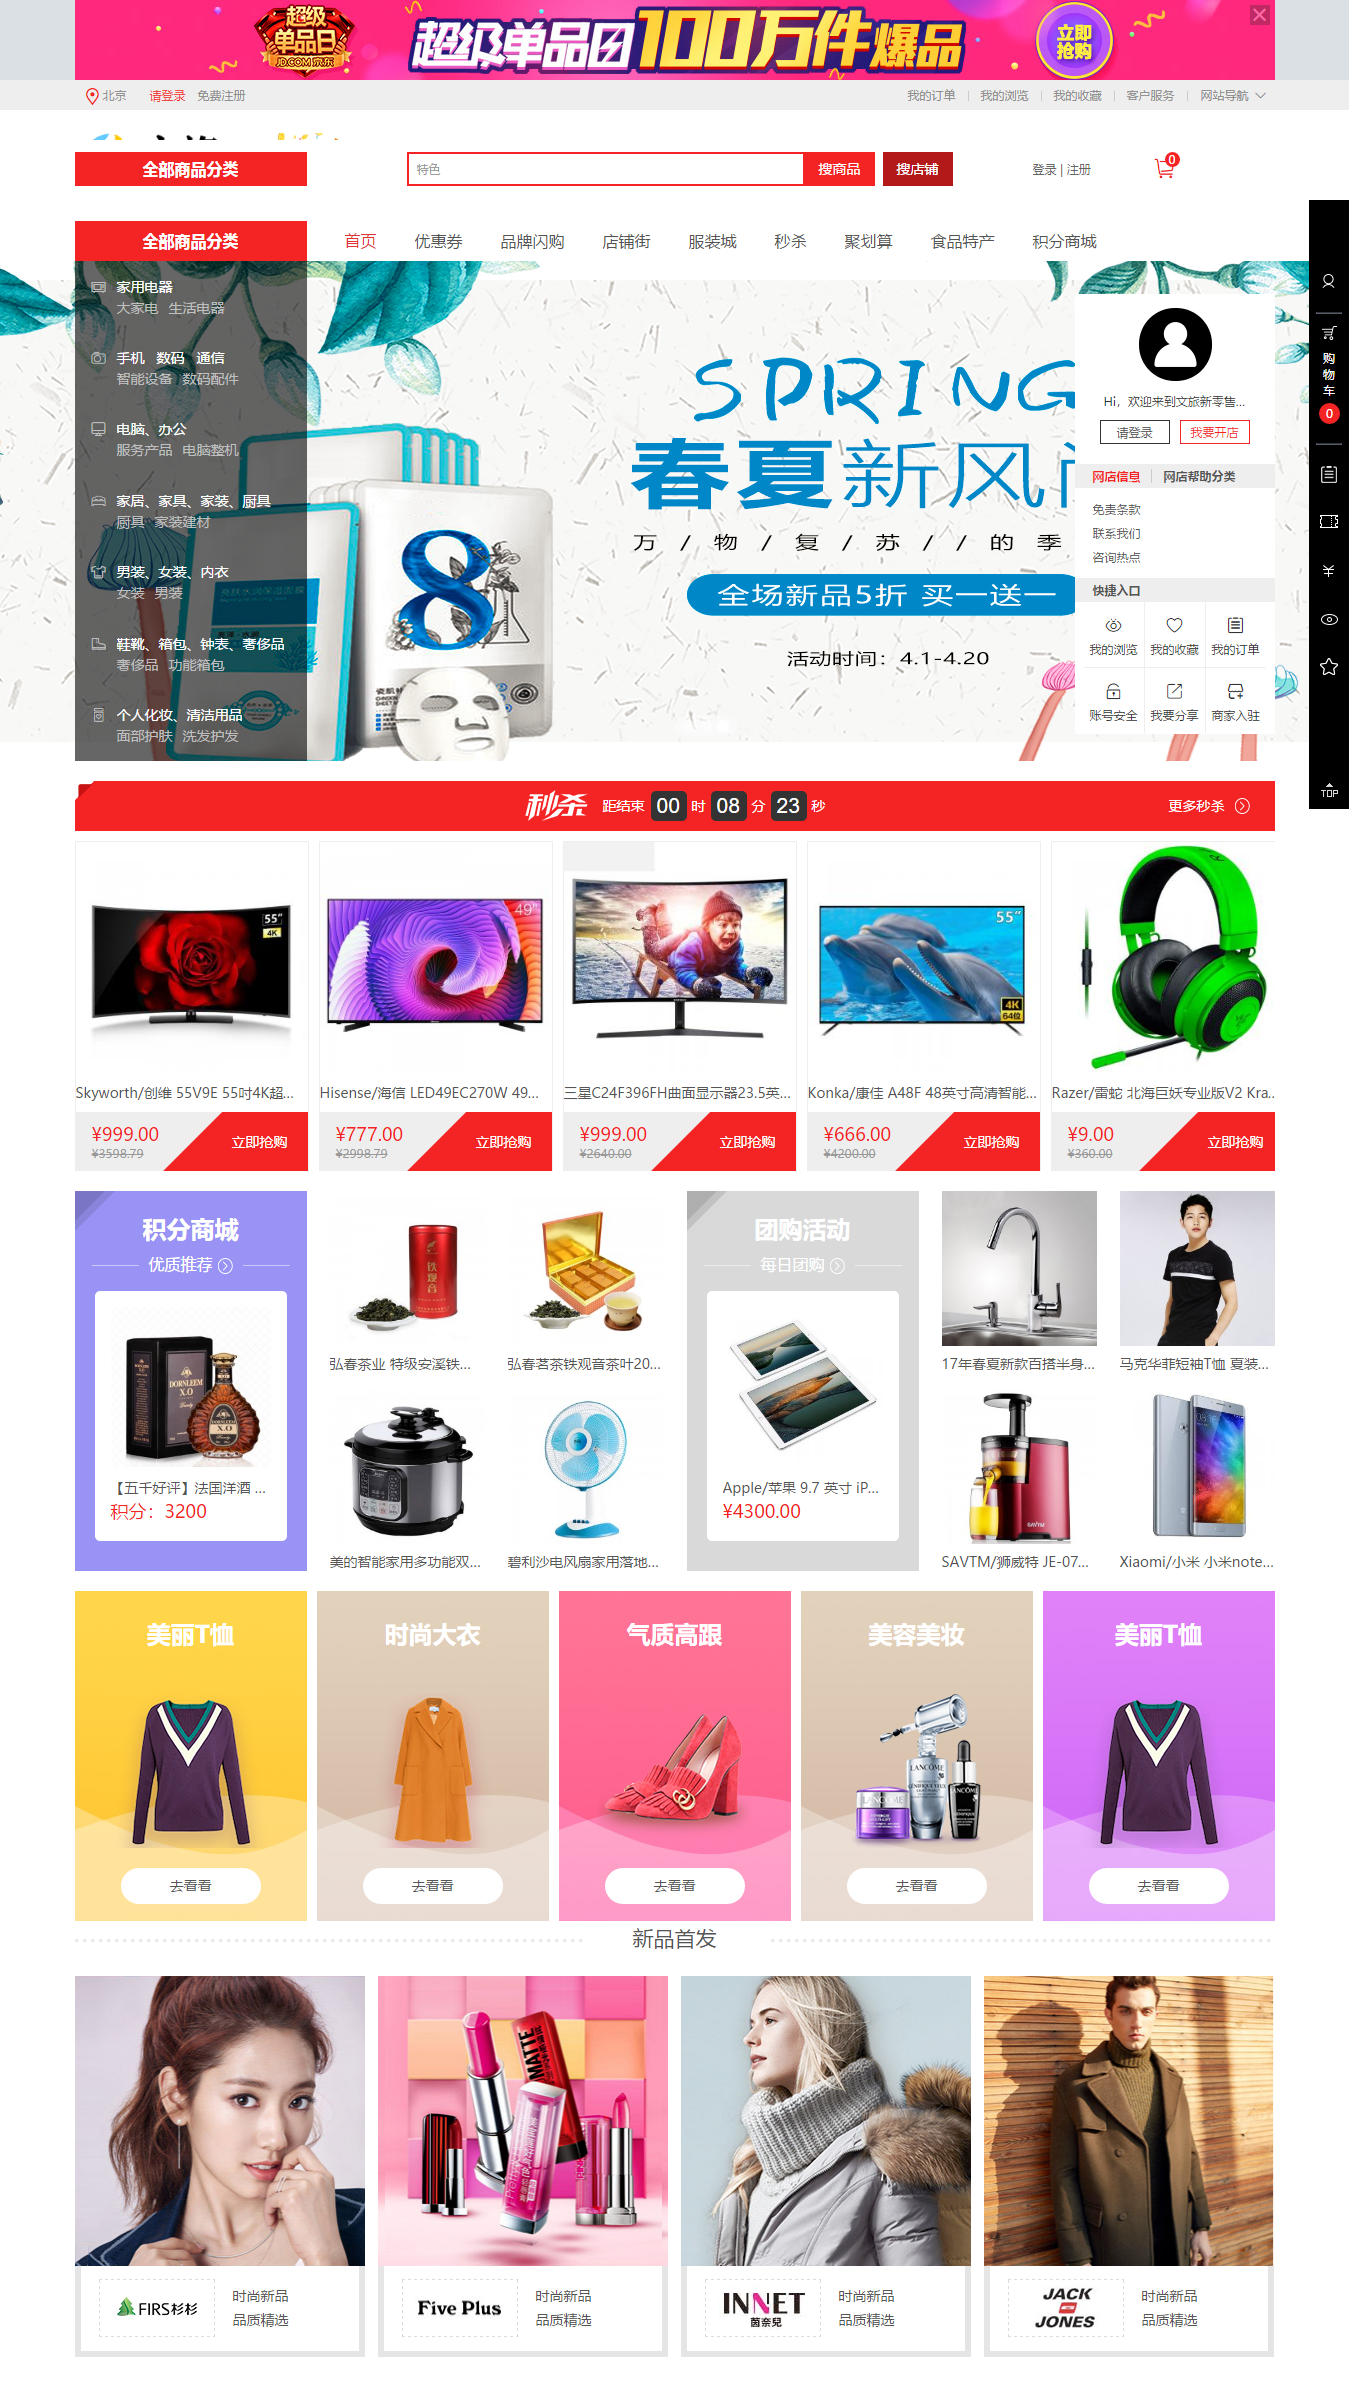 超级
单品日
JD.COM 京东
超级单品日100万件爆品
立即
抢购
北京 请登录 免费注册
我的订单 我的浏览 我的收藏 客户服务 网站导航
全部商品分类
特色
搜商品
搜店铺
登录 | 注册
0
全部商品分类
首页 优惠券 品牌闪购 店铺街 服装城 秒杀 聚划算 食品特产 积分商城
家用电器
大家电 生活电器
手机 数码 通信
智能设备 数码配件
电脑、办公
服务产品 电脑整机
家居、家具、家装、厨具
厨具 家装建材
男装、女装、内衣
女装 男装
鞋靴、箱包、钟表、奢侈品
奢侈品 功能箱包
个人化妆、清洁用品
面部护肤 洗发护发
8
SPRING
春夏新风
万 / 物 / 复 / 苏 / / 的 季
全场新品5折 买一送一
活动时间：4.1-4.20
Hi，欢迎来到文旅新零售...
请登录 我要开店
网店信息 网店帮助分类
免责条款
联系我们
咨询热点
快捷入口
我的浏览 我的收藏 我的订单
账号安全 我要分享 商家入驻
购
物
车
0
TOP
秒杀 距结束 00 时 08 分 23 秒
更多秒杀
55"
4K
49"
55"
4K
64位
Skyworth/创维 55V9E 55吋4K超...
¥999.00
¥3598.79
立即抢购
Hisense/海信 LED49EC270W 49...
¥777.00
¥2998.79
立即抢购
三星C24F396FH曲面显示器23.5英...
¥999.00
¥2640.00
立即抢购
Konka/康佳 A48F 48英寸高清智能...
¥666.00
¥4200.00
立即抢购
Razer/雷蛇 北海巨妖专业版V2 Kra...
¥9.00
¥360.00
立即抢购
积分商城
优质推荐
DORNLEEM
X.O
【五千好评】法国洋酒 ...
积分：3200
铁观音
弘春茶业 特级安溪铁...
弘春茗茶铁观音茶叶20...
美的智能家用多功能双...
碧利沙电风扇家用落地...
团购活动
每日团购
Apple/苹果 9.7 英寸 iP...
¥4300.00
17年春夏新款百搭半身...
马克华菲短袖T恤 夏装...
SAVTM
SAVTM/狮威特 JE-07...
Xiaomi/小米 小米note...
美丽T恤
去看看
时尚大衣
去看看
气质高跟
去看看
美容美妆
LANCOME
去看看
美丽T恤
去看看
新品首发
MATTE
FIRS杉杉
时尚新品
品质精选
Five Plus
时尚新品
品质精选
INNET
茵奈兒
时尚新品
品质精选
JACK
JONES
时尚新品
品质精选